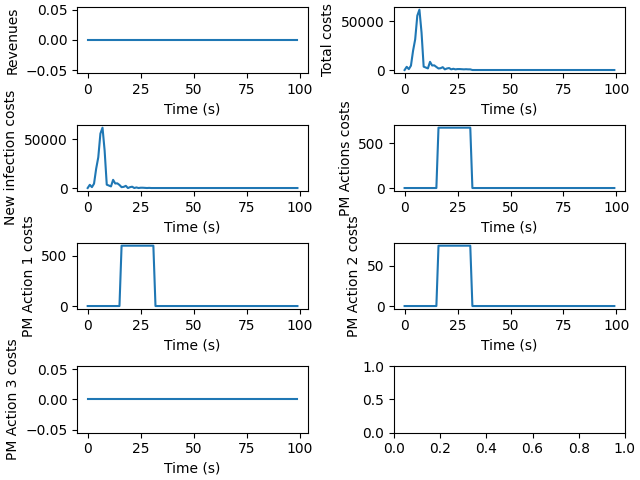 Revenues
0.05
0.00
−0.05
0 25 50 75 100
Time (s)
Total costs
50000
0
0 25 50 75 100
Time (s)
New infection costs
50000
0
0 25 50 75 100
Time (s)
PM Actions costs
500
0
0 25 50 75 100
Time (s)
PM Action 1 costs
500
0
0 25 50 75 100
Time (s)
PM Action 2 costs
50
0
0 25 50 75 100
Time (s)
PM Action 3 costs
0.05
0.00
−0.05
0 25 50 75 100
Time (s)
1.0
0.5
0.0
0.0 0.2 0.4 0.6 0.8 1.0